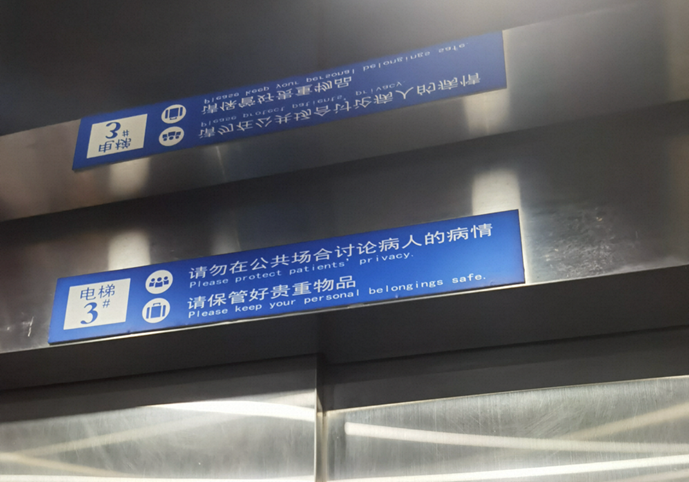 电梯
3#
请勿在公共场合讨论病人的病情
Please protect patients' privacy.
请保管好贵重物品
Please keep your personal belongings safe.